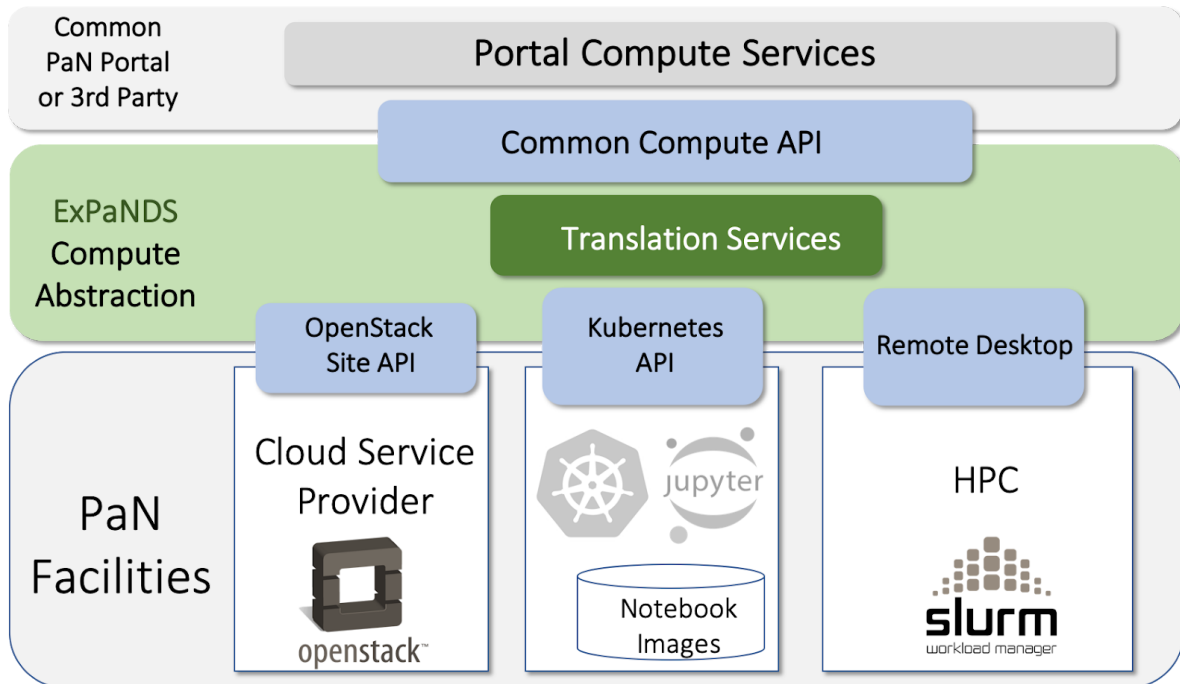 Common
PaN Portal
or 3rd Party
Portal Compute Services
Common Compute API
ExPaNDS
Compute
Abstraction
Translation Services
OpenStack
Site API
Kubernetes
API
Remote Desktop
PaN
Facilities
Cloud Service
Provider
openstack™
jupyter
Notebook
Images
HPC
slurm
workload manager